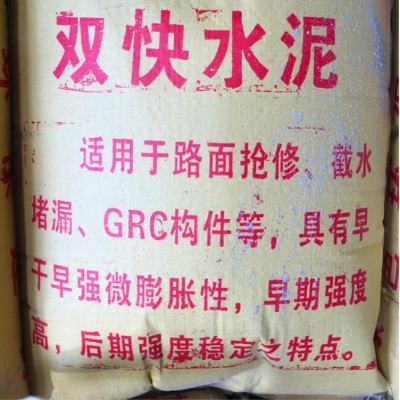 双快水泥
适用于路面抢修、截水
堵漏、GRC构件等，具有早
干早强微膨胀性，早期强度
高，后期强度稳定之特点。